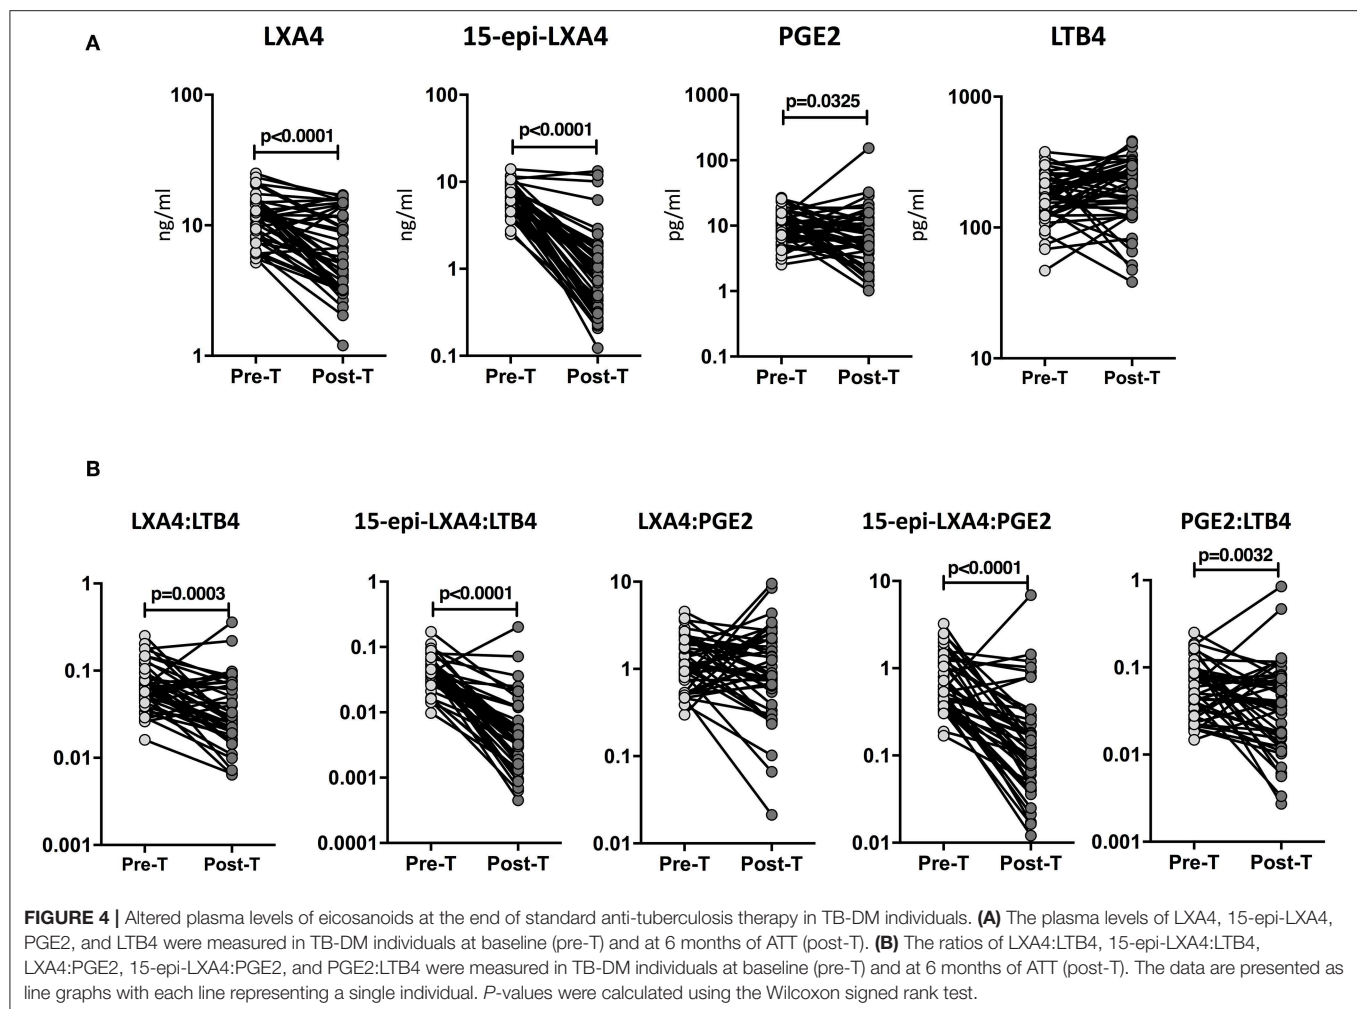 A
LXA4
15-epi-LXA4
PGE2
LTB4
100
10
1
ng/ml
p<0.0001
Pre-T
Post-T
100
10
1
0.1
ng/ml
p<0.0001
Pre-T
Post-T
1000
100
10
1
0.1
pg/ml
p=0.0325
Pre-T
Post-T
1000
100
10
pg/ml
Pre-T
Post-T
B
LXA4:LTB4
15-epi-LXA4:LTB4
LXA4:PGE2
15-epi-LXA4:PGE2
PGE2:LTB4
1
0.1
0.01
0.001
p=0.0003
Pre-T
Post-T
1
0.1
0.01
0.001
0.0001
p<0.0001
Pre-T
Post-T
10
1
0.1
0.01
Pre-T
Post-T
10
1
0.1
0.01
p<0.0001
Pre-T
Post-T
1
0.1
0.01
0.001
p=0.0032
Pre-T
Post-T
FIGURE 4 | Altered plasma levels of eicosanoids at the end of standard anti-tuberculosis therapy in TB-DM individuals. (A) The plasma levels of LXA4, 15-epi-LXA4,
PGE2, and LTB4 were measured in TB-DM individuals at baseline (pre-T) and at 6 months of ATT (post-T). (B) The ratios of LXA4:LTB4, 15-epi-LXA4:LTB4,
LXA4:PGE2, 15-epi-LXA4:PGE2, and PGE2:LTB4 were measured in TB-DM individuals at baseline (pre-T) and at 6 months of ATT (post-T). The data are presented as
line graphs with each line representing a single individual. P-values were calculated using the Wilcoxon signed rank test.